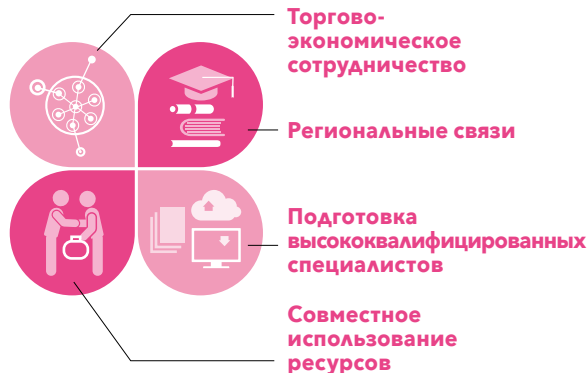 Торгово-
экономическое
сотрудничество
Региональные связи
Подготовка
высококвалифицированных
специалистов
Совместное
использование
ресурсов